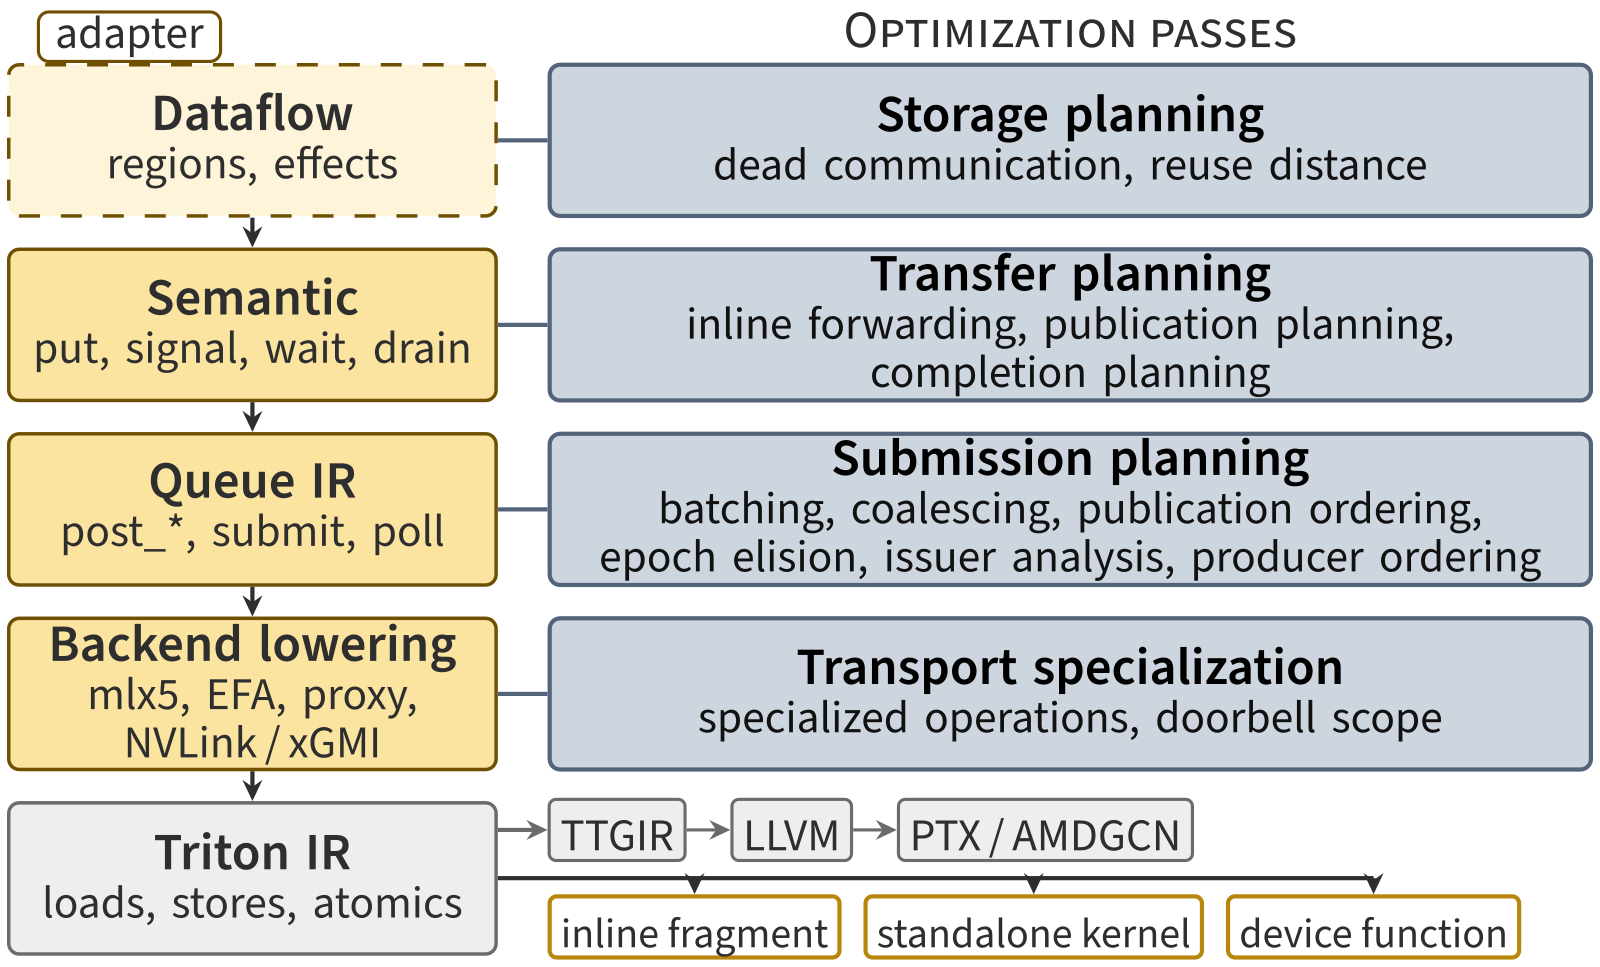 adapter
OPTIMIZATION PASSES
Dataflow
regions, effects
Storage planning
dead communication, reuse distance
Semantic
put, signal, wait, drain
Transfer planning
inline forwarding, publication planning,
completion planning
Queue IR
post_*, submit, poll
Submission planning
batching, coalescing, publication ordering,
epoch elision, issuer analysis, producer ordering
Backend lowering
mlx5, EFA, proxy,
NVLink / xGMI
Transport specialization
specialized operations, doorbell scope
Triton IR
loads, stores, atomics
TTGIR
LLVM
PTX / AMDGCN
inline fragment
standalone kernel
device function